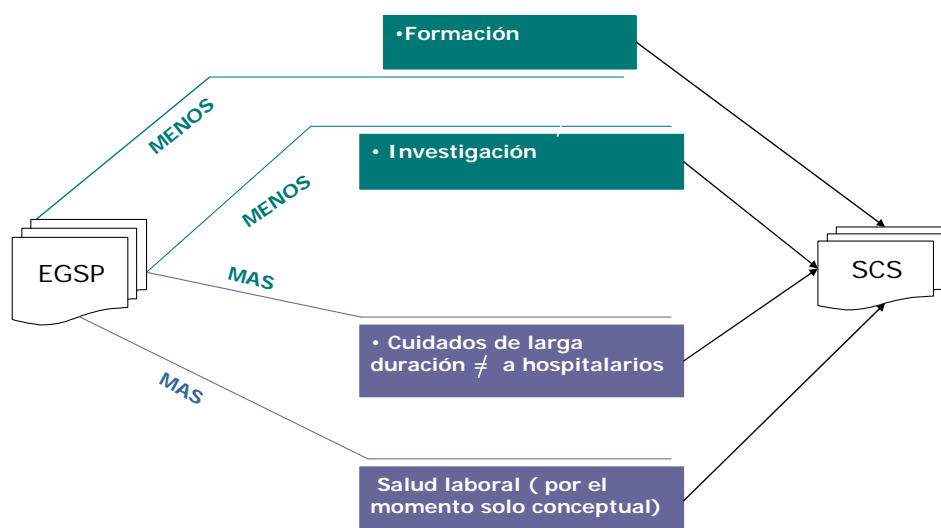 •Formación
MENOS
• Investigación
MENOS
EGSP
SCS
MAS
• Cuidados de larga
duración ≠ a hospitalarios
MAS
Salud laboral ( por el
momento solo conceptual)